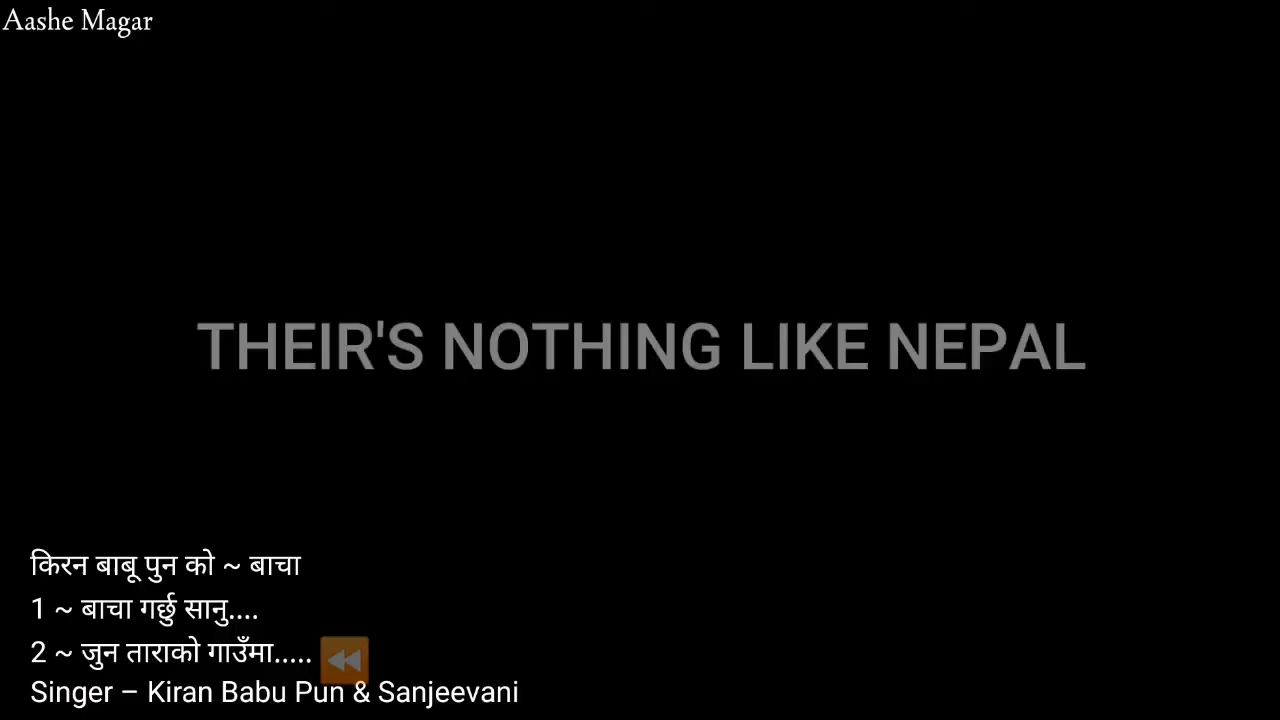 Aashe Magar
THEIR'S NOTHING LIKE NEPAL
किरन बाबू पुन को ~ बाचा
1 ~ बाचा गर्छु सानु....
2 ~ जुन ताराको गाउँमा..... ⏪
Singer – Kiran Babu Pun & Sanjeevani